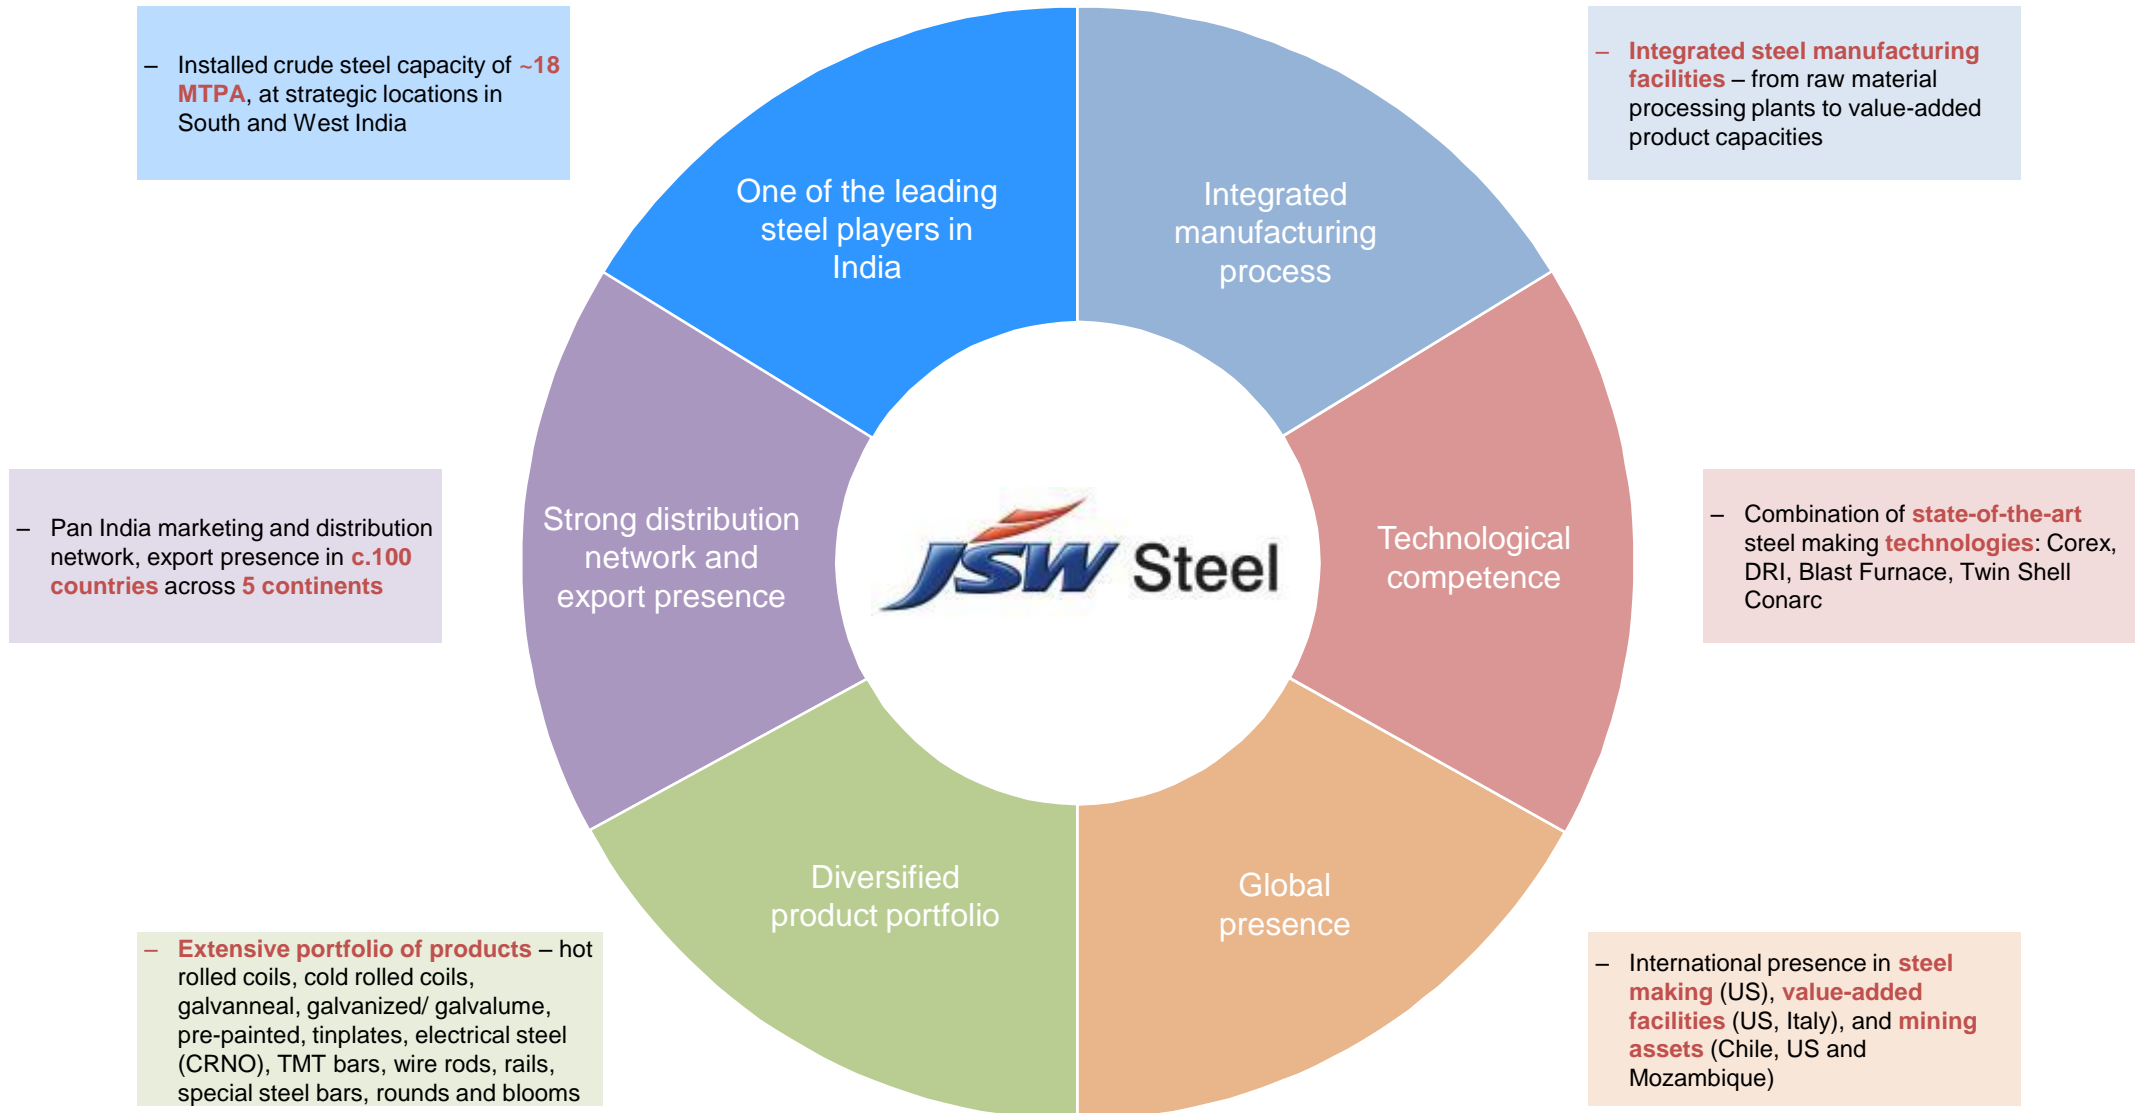 – Installed crude steel capacity of ~18
MTPA, at strategic locations in
South and West India
– Integrated steel manufacturing
facilities – from raw material
processing plants to value-added
product capacities
One of the leading
steel players in
India
Integrated
manufacturing
process
– Pan India marketing and distribution
network, export presence in c.100
countries across 5 continents
Strong distribution
network and
export presence
JSW Steel
Technological
competence
– Combination of state-of-the-art
steel making technologies: Corex,
DRI, Blast Furnace, Twin Shell
Conarc
Diversified
product portfolio
Global
presence
– Extensive portfolio of products – hot
rolled coils, cold rolled coils,
galvanneal, galvanized/ galvalume,
pre-painted, tinplates, electrical steel
(CRNO), TMT bars, wire rods, rails,
special steel bars, rounds and blooms
– International presence in steel
making (US), value-added
facilities (US, Italy), and mining
assets (Chile, US and
Mozambique)